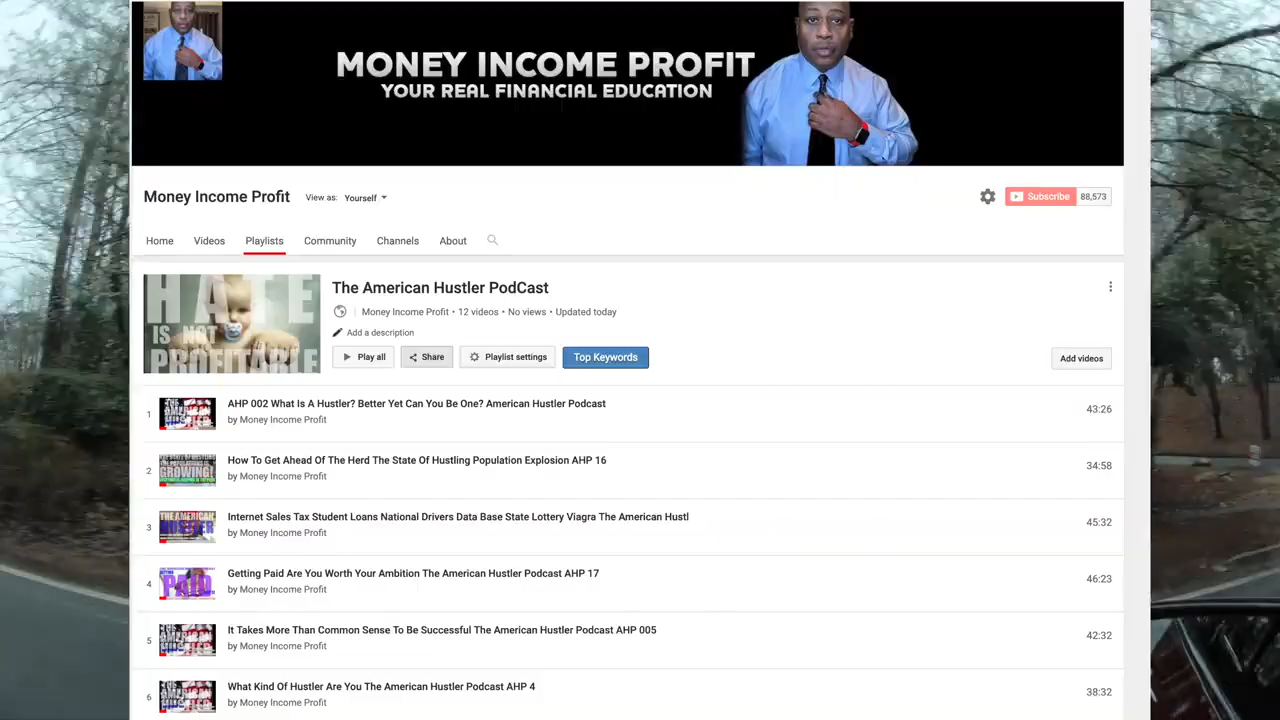 MONEY INCOME PROFIT
YOUR REAL FINANCIAL EDUCATION
Money Income Profit View as: Yourself Subscribe 88,573
Home Videos Playlists Community Channels About
HATE
IS NOT
PROFITABLE
The American Hustler PodCast
Money Income Profit • 12 videos • No views • Updated today
Add a description
Play all Share Playlist settings Top Keywords Add videos
1 AHP 002 What Is A Hustler? Better Yet Can You Be One? American Hustler Podcast 43:26
by Money Income Profit
2 How To Get Ahead Of The Herd The State Of Hustling Population Explosion AHP 16 34:58
by Money Income Profit
GROWING!
3 Internet Sales Tax Student Loans National Drivers Data Base State Lottery Viagra The American Hustl 45:32
by Money Income Profit
THE AMERICAN
HUSTLER
4 Getting Paid Are You Worth Your Ambition The American Hustler Podcast AHP 17 46:23
by Money Income Profit
PAID
5 It Takes More Than Common Sense To Be Successful The American Hustler Podcast AHP 005 42:32
by Money Income Profit
6 What Kind Of Hustler Are You The American Hustler Podcast AHP 4 38:32
by Money Income Profit